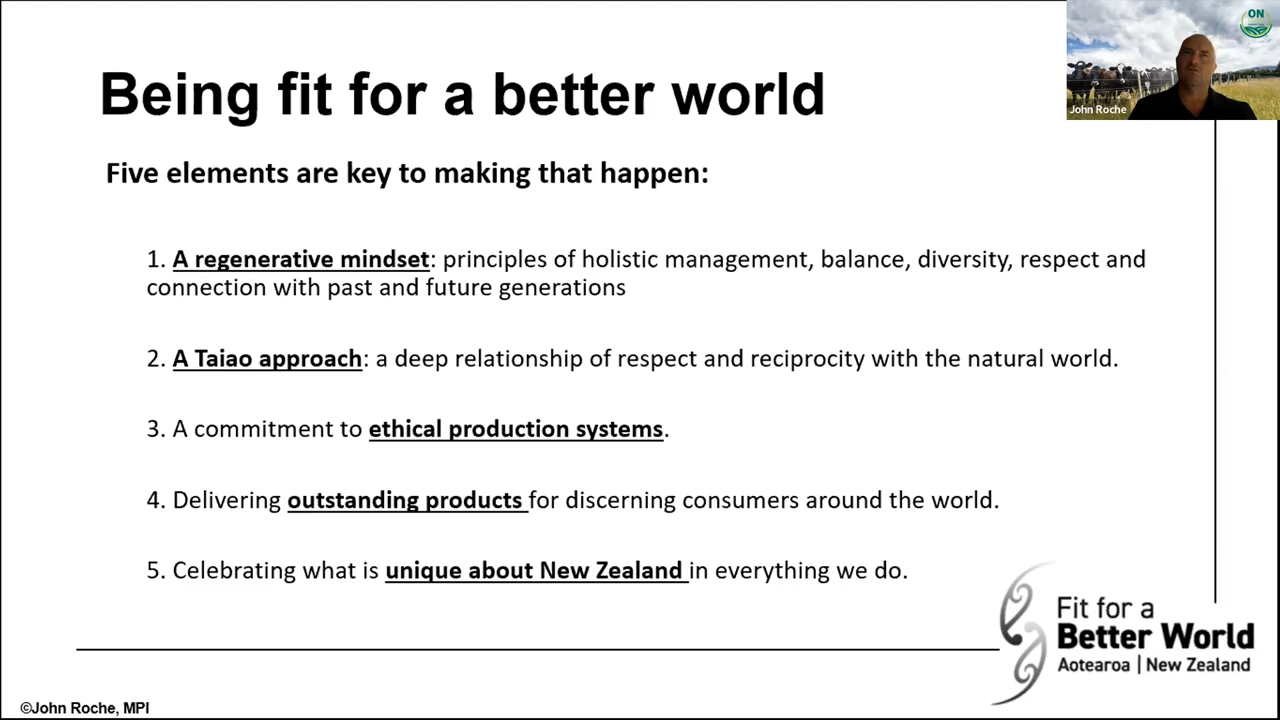 ON
John Roche
Being fit for a better world
Five elements are key to making that happen:
1. A regenerative mindset: principles of holistic management, balance, diversity, respect and
connection with past and future generations
2. A Taiao approach: a deep relationship of respect and reciprocity with the natural world.
3. A commitment to ethical production systems.
4. Delivering outstanding products for discerning consumers around the world.
5. Celebrating what is unique about New Zealand in everything we do.
Fit for a
Better World
Aotearoa | New Zealand
©John Roche, MPI